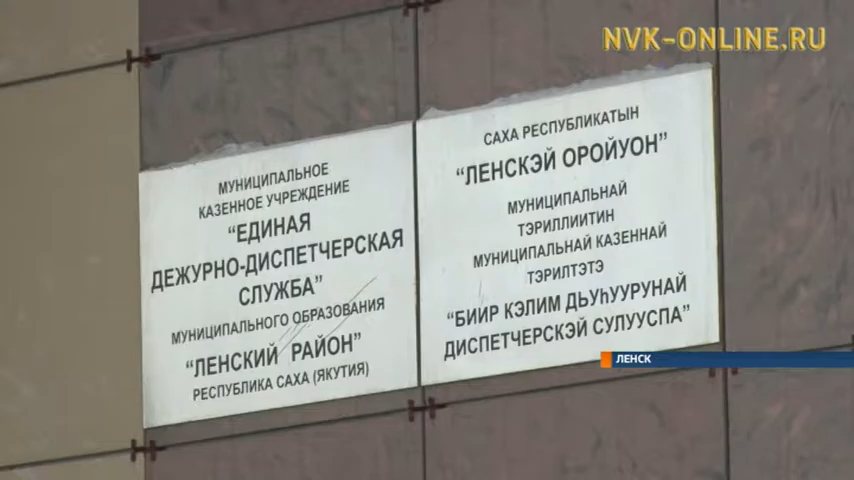 NVK-ONLINE.RU
МУНИЦИПАЛЬНОЕ
КАЗЕННОЕ УЧРЕЖДЕНИЕ
“ЕДИНАЯ
ДЕЖУРНО-ДИСПЕТЧЕРСКАЯ
СЛУЖБА”
МУНИЦИПАЛЬНОГО ОБРАЗОВАНИЯ
“ЛЕНСКИЙ РАЙОН”
РЕСПУБЛИКА САХА (ЯКУТИЯ)
САХА РЕСПУБЛИКАТЫН
“ЛЕНСКЭЙ ОРОЙУОН”
МУНИЦИПАЛЬНАЙ
ТЭРИЛЛИИТИН
МУНИЦИПАЛЬНАЙ КАЗЕННАЙ
ТЭРИЛТЭТЭ
“БИИР КЭЛИМ ДЬУҺУУРУНАЙ
ДИСПЕТЧЕРСКЭЙ СУЛУУСПА”
ЛЕНСК